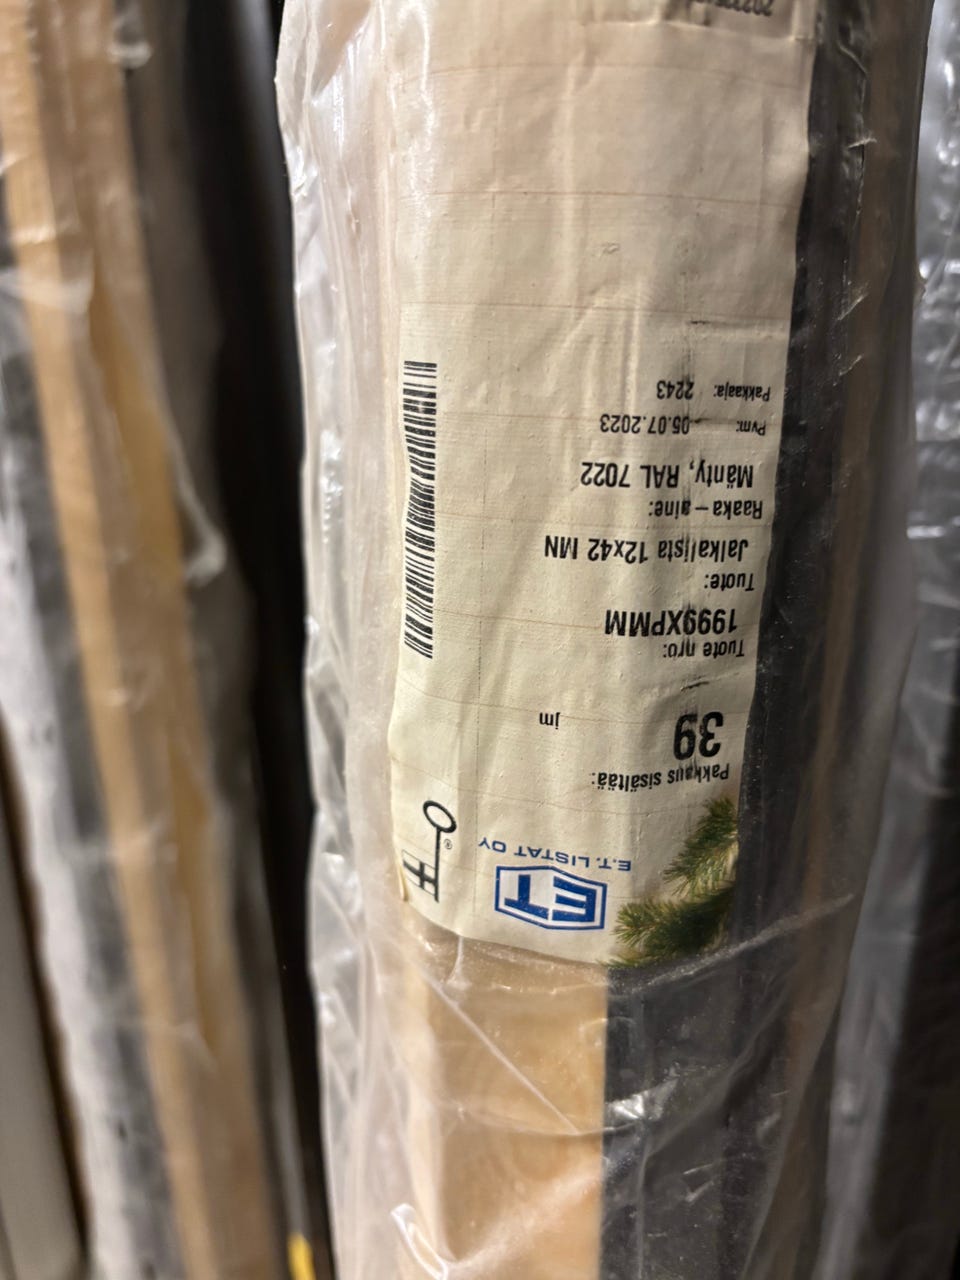 ET
E.T. LISTAT OY
®
Pakkaus sisältää:
39 jm
Tuote nro:
1999XPMM
Tuote:
Jalkalista 12x42 MN
Raaka-aine:
Mänty, RAL 7022
Pvm: 05.07.2023
Pakkaaja: 2243